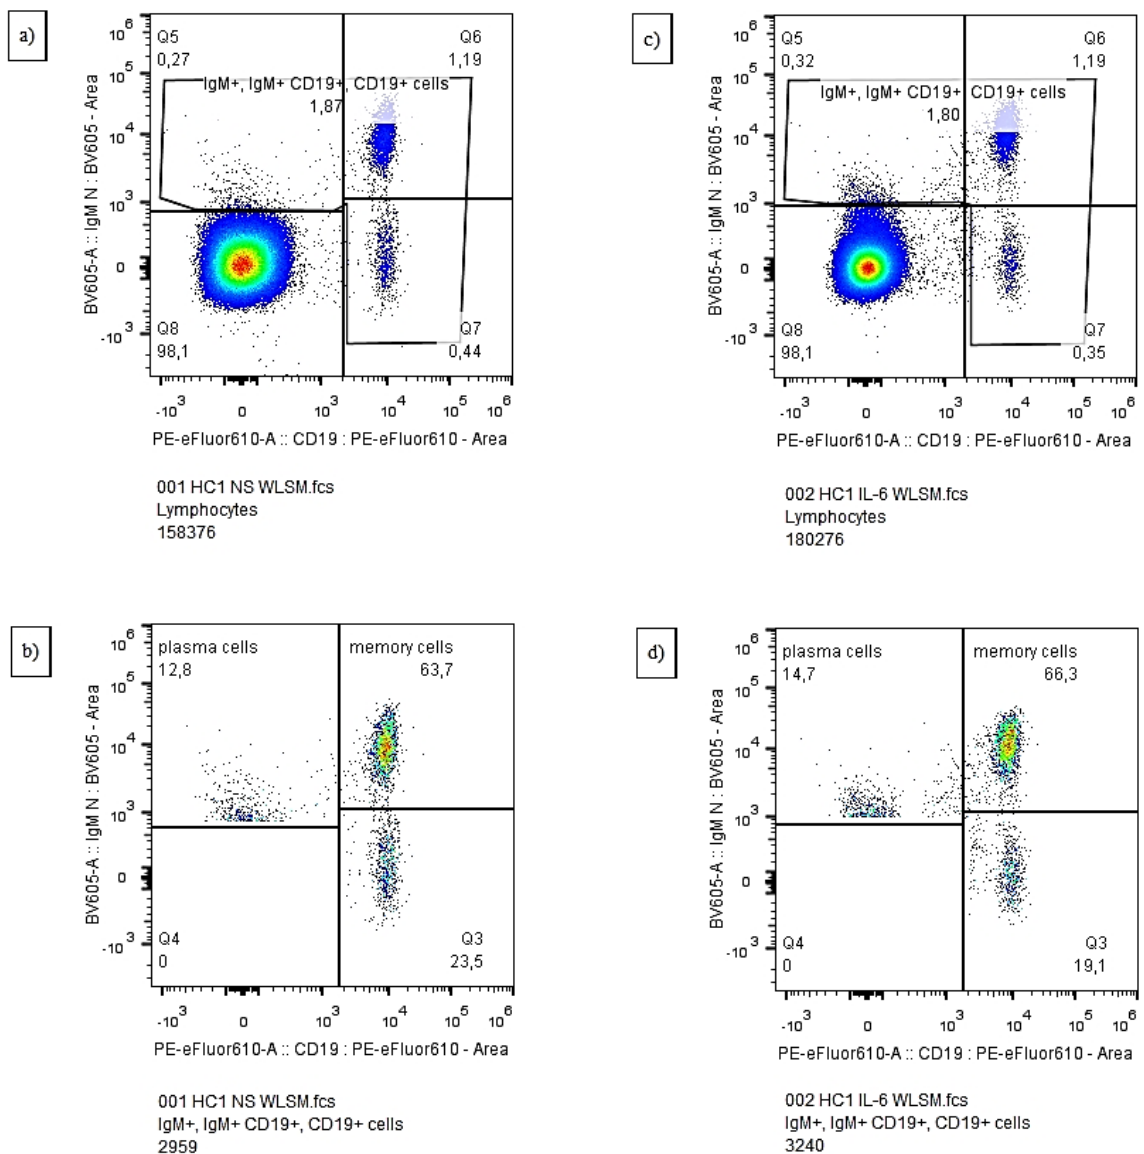 a)
10 6
10 5
10 4
10 3
0
-10 3
BV605-A :: IgM N : BV605 - Area
Q5
0,27
Q6
1,19
IgM+, IgM+ CD19+, CD19+ cells
1,87
Q8
98,1
Q7
0,44
-10 3 0 10 3 10 4 10 5 10 6
PE-eFluor610-A :: CD19 : PE-eFluor610 - Area
001 HC1 NS WLSM.fcs
Lymphocytes
158376
c)
10 6
10 5
10 4
10 3
0
-10 3
BV605-A :: IgM N : BV605 - Area
Q5
0,32
Q6
1,19
IgM+, IgM+ CD19+, CD19+ cells
1,80
Q8
98,1
Q7
0,35
-10 3 0 10 3 10 4 10 5 10 6
PE-eFluor610-A :: CD19 : PE-eFluor610 - Area
002 HC1 IL-6 WLSM.fcs
Lymphocytes
180276
b)
10 6
10 5
10 4
10 3
0
-10 3
BV605-A :: IgM N : BV605 - Area
plasma cells
12,8
memory cells
63,7
Q4
0
Q3
23,5
-10 3 0 10 3 10 4 10 5 10 6
PE-eFluor610-A :: CD19 : PE-eFluor610 - Area
001 HC1 NS WLSM.fcs
IgM+, IgM+ CD19+, CD19+ cells
2959
d)
10 6
10 5
10 4
10 3
0
-10 3
BV605-A :: IgM N : BV605 - Area
plasma cells
14,7
memory cells
66,3
Q4
0
Q3
19,1
-10 3 0 10 3 10 4 10 5 10 6
PE-eFluor610-A :: CD19 : PE-eFluor610 - Area
002 HC1 IL-6 WLSM.fcs
IgM+, IgM+ CD19+, CD19+ cells
3240